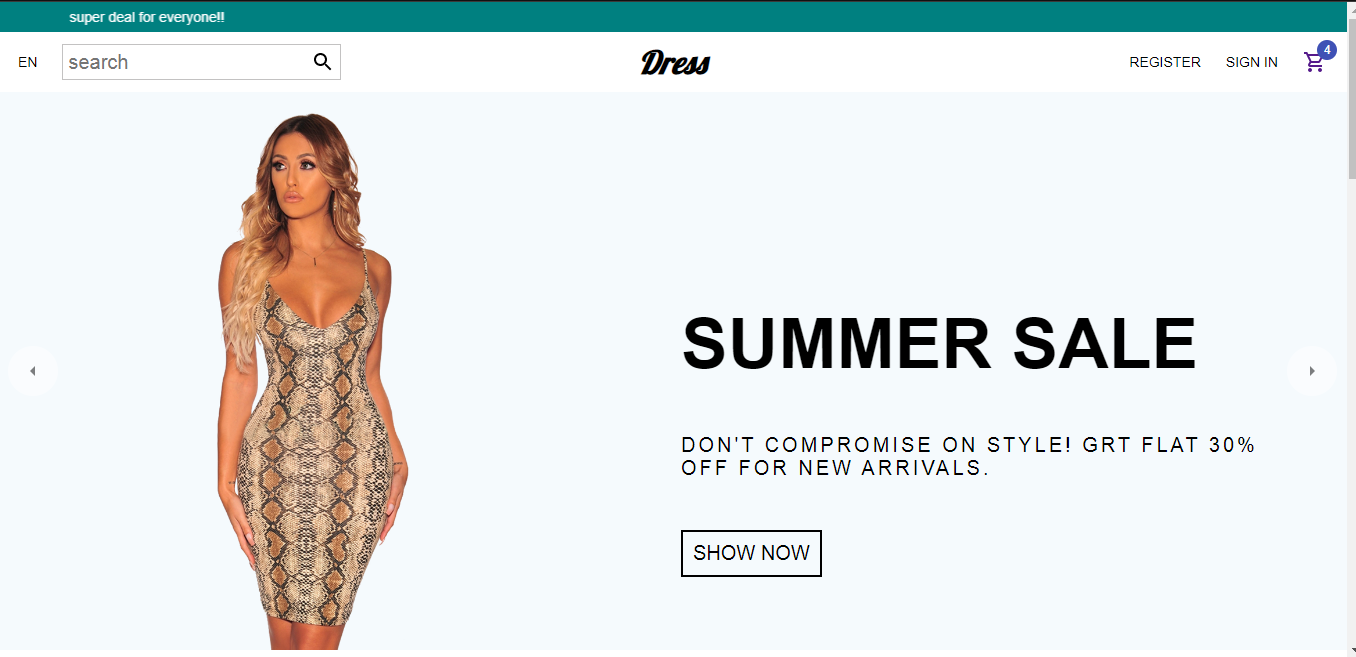 super deal for everyone!!
EN
search
Dress
REGISTER
SIGN IN
4
SUMMER SALE
DON'T COMPROMISE ON STYLE! GRT FLAT 30%
OFF FOR NEW ARRIVALS.
SHOW NOW